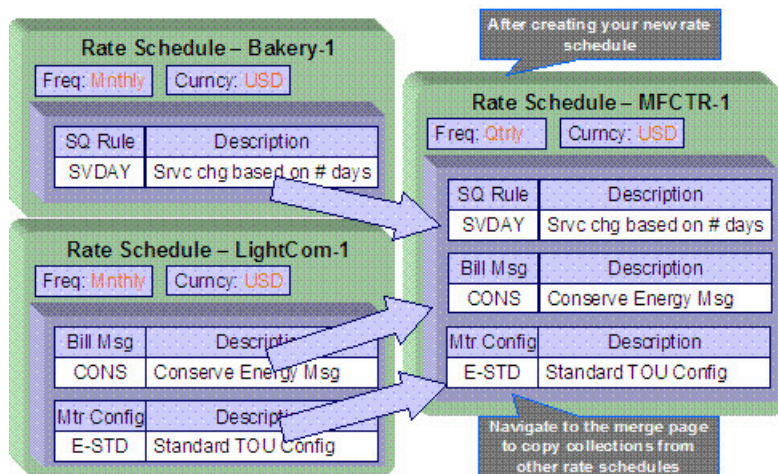 Rate Schedule – Bakery-1
Freq: Mnthly
Curncy: USD
SQ Rule
Description
SVDAY
Srvc chg based on # days
Rate Schedule – LightCom-1
Freq: Mnthly
Curncy: USD
Bill Msg
Description
CONS
Conserve Energy Msg
Mtr Config
Description
E-STD
Standard TOU Config
After creating your new rate
schedule
Rate Schedule – MFCTR-1
Freq: Qtrly
Curncy: USD
SQ Rule
Description
SVDAY
Srvc chg based on # days
Bill Msg
Description
CONS
Conserve Energy Msg
Mtr Config
Description
E-STD
Standard TOU Config
Navigate to the merge page
to copy collections from
other rate schedules